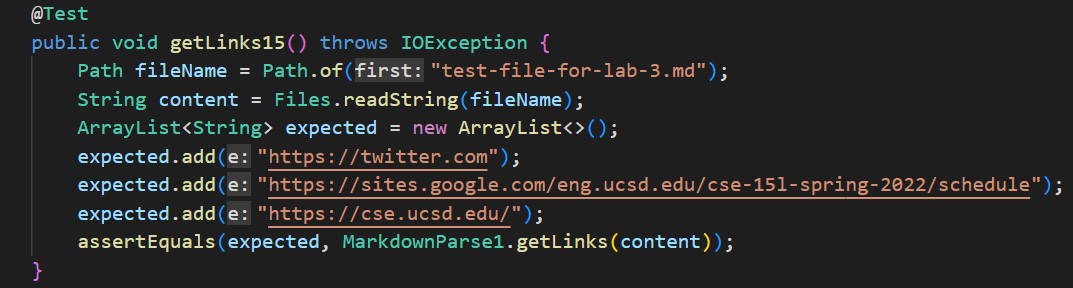 @Test
public void getLinks15() throws IOException {
    Path fileName = Path.of(first: "test-file-for-lab-3.md");
    String content = Files.readString(fileName);
    ArrayList<String> expected = new ArrayList<>();
    expected.add(e: "https://twitter.com");
    expected.add(e: "https://sites.google.com/eng.ucsd.edu/cse-15l-spring-2022/schedule");
    expected.add(e: "https://cse.ucsd.edu/");
    assertEquals(expected, MarkdownParse1.getLinks(content));
}